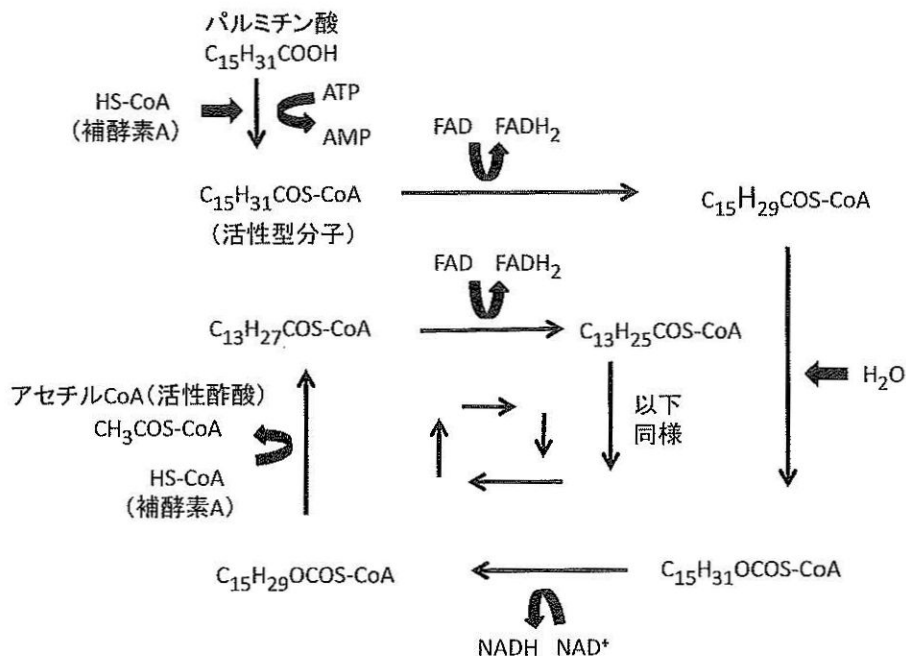 パルミチン酸
C₁₅H₃₁COOH
HS-CoA
(補酵素A)
ATP
AMP
FAD FADH₂
C₁₅H₃₁COS-CoA
(活性型分子)
C₁₅H₂₉COS-CoA
FAD FADH₂
C₁₃H₂₇COS-CoA
C₁₃H₂₅COS-CoA
H₂O
アセチルCoA(活性酢酸)
CH₃COS-CoA
以下
同様
HS-CoA
(補酵素A)
C₁₅H₂₉OCOS-CoA
C₁₅H₃₁OCOS-CoA
NADH NAD⁺